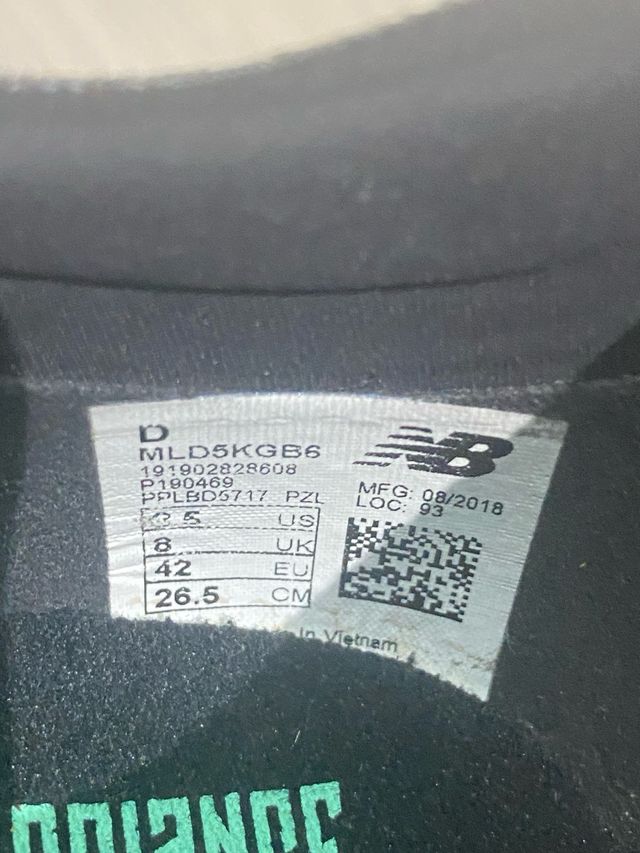 D
MLD5KGB6
191902828608
P190469
PPLBD5717 PZL
8.5 US
8 UK
42 EU
26.5 CM
NB
MFG: 08/2018
LOC: 93
In Vietnam